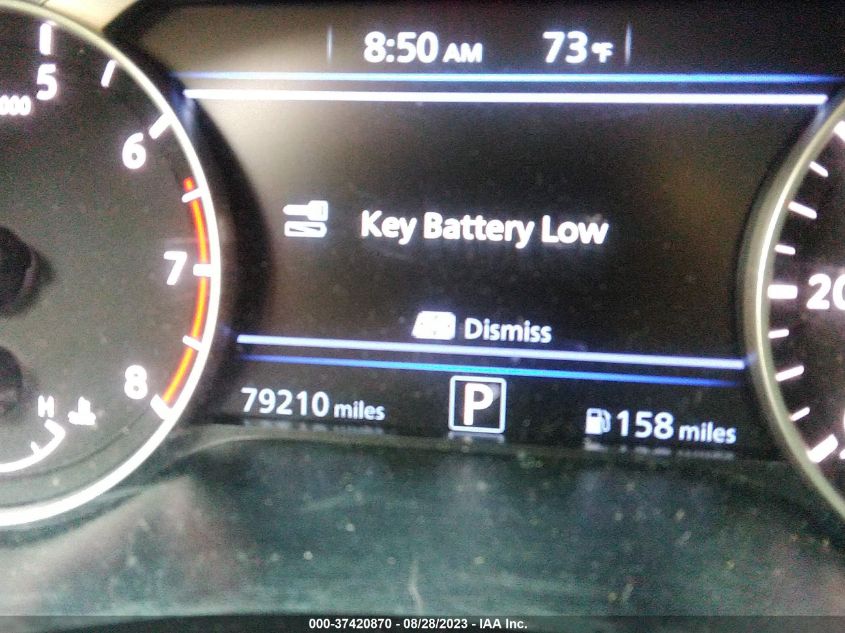 8:50 AM 73°F
5
000
6
Key Battery Low
7
20
Dismiss
8
79210 miles P 158 miles
H
000-37420870 - 08/28/2023 - IAA Inc.